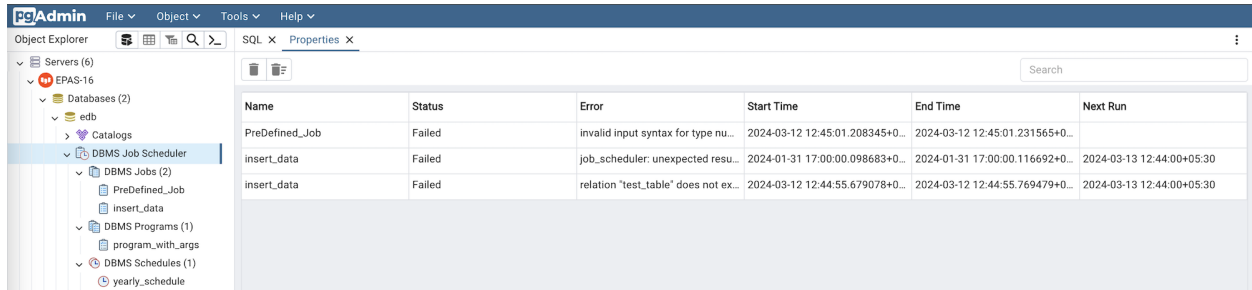 pgAdmin File Object Tools Help
Object Explorer SQL Properties
Servers (6)
EPAS-16
Search
Databases (2)
edb
Name Status Error Start Time End Time Next Run
Catalogs
PreDefined_Job Failed invalid input syntax for type nu... 2024-03-12 12:45:01.208345+0... 2024-03-12 12:45:01.231565+0...
DBMS Job Scheduler
insert_data Failed job_scheduler: unexpected resu... 2024-01-31 17:00:00.098683+0... 2024-01-31 17:00:00.116692+0... 2024-03-13 12:44:00+05:30
DBMS Jobs (2)
insert_data Failed relation "test_table" does not ex... 2024-03-12 12:44:55.679078+0... 2024-03-12 12:44:55.769479+0... 2024-03-13 12:44:00+05:30
PreDefined_Job
insert_data
DBMS Programs (1)
program_with_args
DBMS Schedules (1)
yearly_schedule